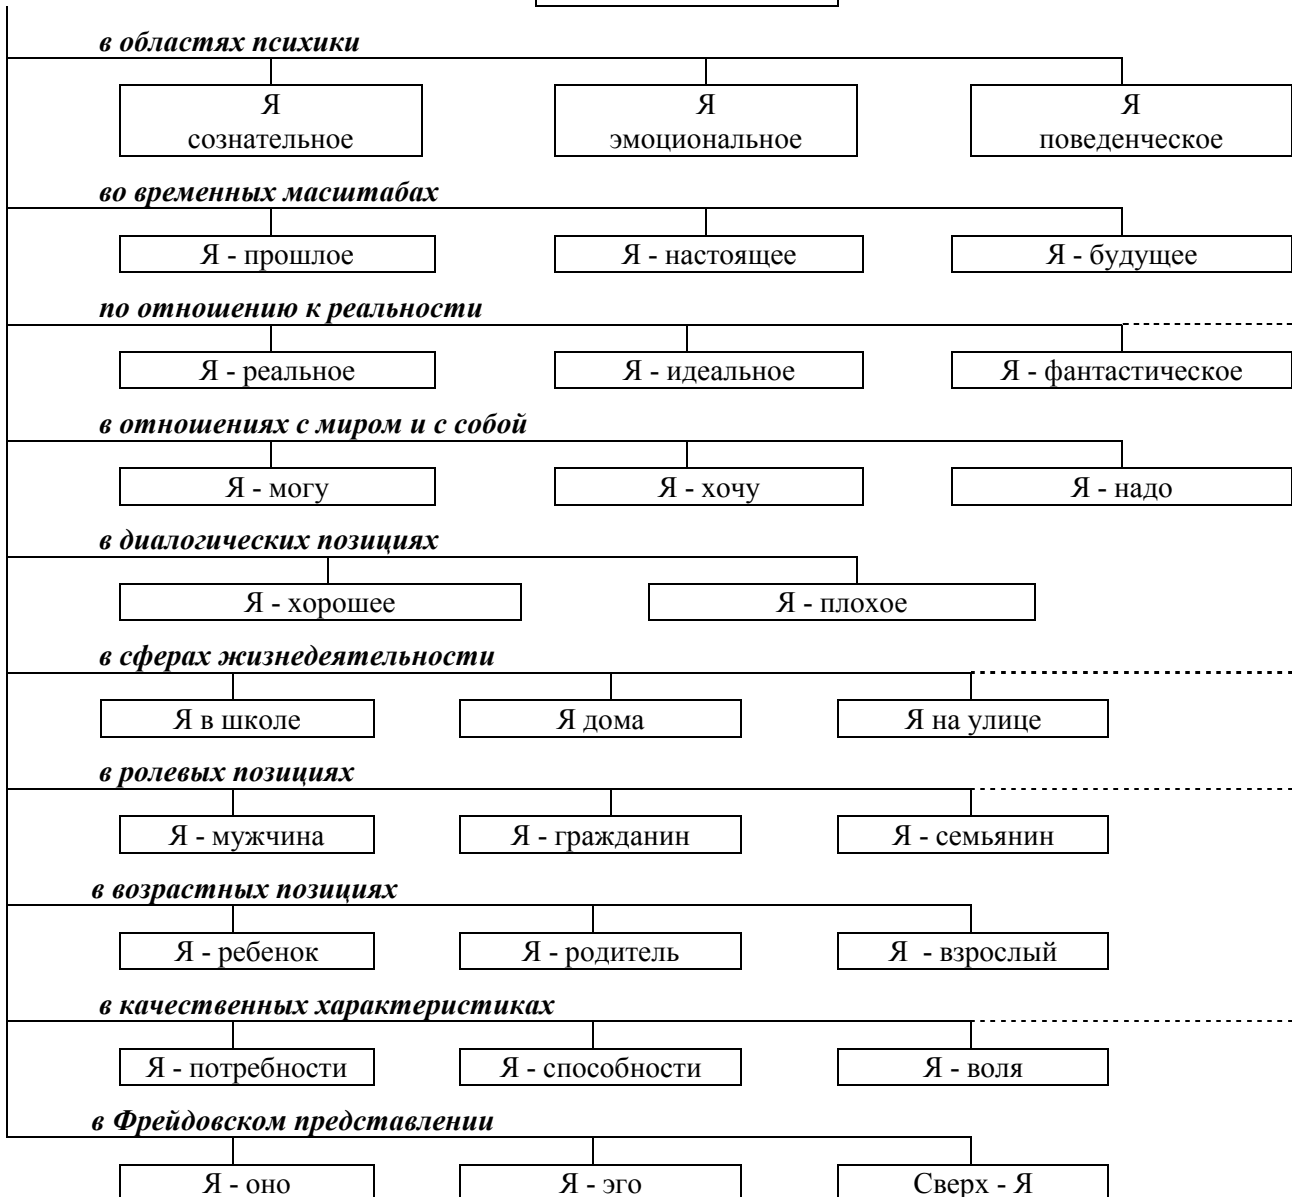 в областях психики
Я Я Я
сознательное эмоциональное поведенческое
во временных масштабах
Я - прошлое Я - настоящее Я - будущее
по отношению к реальности
Я - реальное Я - идеальное Я - фантастическое
в отношениях с миром и с собой
Я - могу Я - хочу Я - надо
в диалогических позициях
Я - хорошее Я - плохое
в сферах жизнедеятельности
Я в школе Я дома Я на улице
в ролевых позициях
Я - мужчина Я - гражданин Я - семьянин
в возрастных позициях
Я - ребенок Я - родитель Я - взрослый
в качественных характеристиках
Я - потребности Я - способности Я - воля
в Фрейдовском представлении
Я - оно Я - эго Сверх - Я